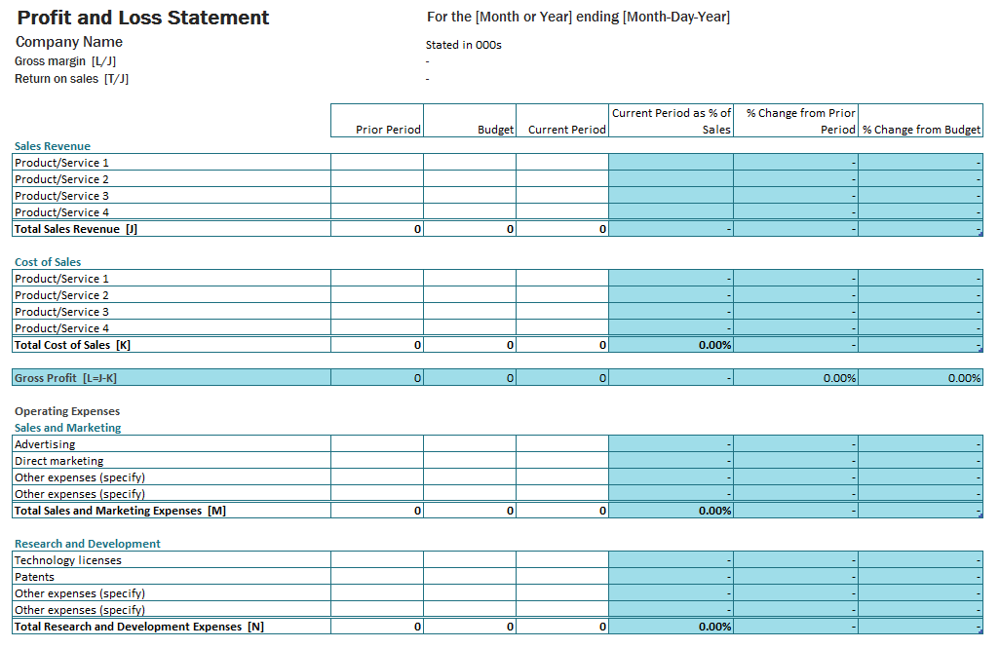 Profit and Loss Statement For the [Month or Year] ending [Month-Day-Year]
Company Name Stated in 000s
Gross margin [L/J] -
Return on sales [T/J] -
Prior Period Budget Current Period Current Period as % of Sales % Change from Prior Period % Change from Budget
Sales Revenue
Product/Service 1 - -
Product/Service 2 - -
Product/Service 3 - -
Product/Service 4 - -
Total Sales Revenue [J] 0 0 0 - - -
Cost of Sales
Product/Service 1 - - -
Product/Service 2 - - -
Product/Service 3 - - -
Product/Service 4 - - -
Total Cost of Sales [K] 0 0 0 0.00% - -
Gross Profit [L=J-K] 0 0 0 - 0.00% 0.00%
Operating Expenses
Sales and Marketing
Advertising - - -
Direct marketing - - -
Other expenses (specify) - - -
Other expenses (specify) - - -
Total Sales and Marketing Expenses [M] 0 0 0 0.00% - -
Research and Development
Technology licenses - - -
Patents - - -
Other expenses (specify) - - -
Other expenses (specify) - - -
Total Research and Development Expenses [N] 0 0 0 0.00% - -